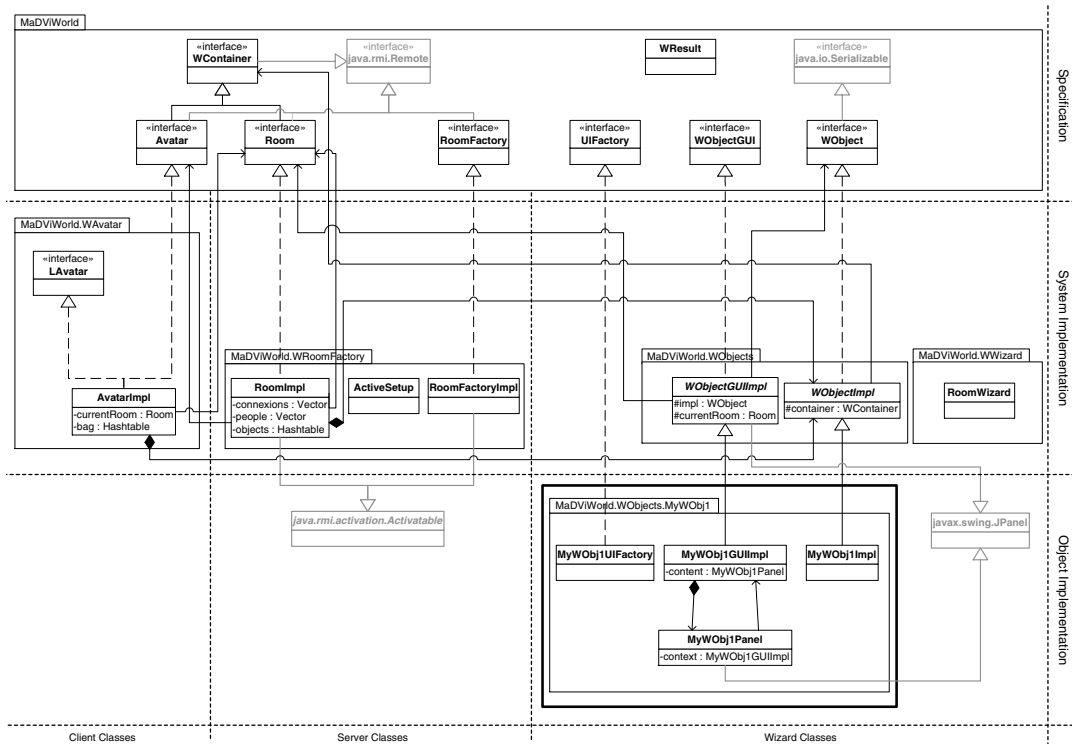 MaDViWorld
«interface»
WContainer
«interface»
java.rmi.Remote
WResult
«interface»
java.io.Serializable
«interface»
Avatar
«interface»
Room
«interface»
RoomFactory
«interface»
UIFactory
«interface»
WObjectGUI
«interface»
WObject
Specification
MaDViWorld.WAvatar
«interface»
LAvatar
AvatarImpl
-currentRoom : Room
-bag : Hashtable
MaDViWorld.WRoomFactory
RoomImpl
-connexions : Vector
-people : Vector
-objects : Hashtable
ActiveSetup
RoomFactoryImpl
MaDViWorld.WObjects
WObjectGUIImpl
#impl : WObject
#currentRoom : Room
WObjectImpl
#container : WContainer
MaDViWorld.WWizard
RoomWizard
System Implementation
java.rmi.activation.Activatable
MaDViWorld.WObjects.MyWObj1
MyWObj1UIFactory
MyWObj1GUIImpl
-content : MyWObj1Panel
MyWObj1Impl
MyWObj1Panel
-context : MyWObj1GUIImpl
javax.swing.JPanel
Object Implementation
Client Classes
Server Classes
Wizard Classes